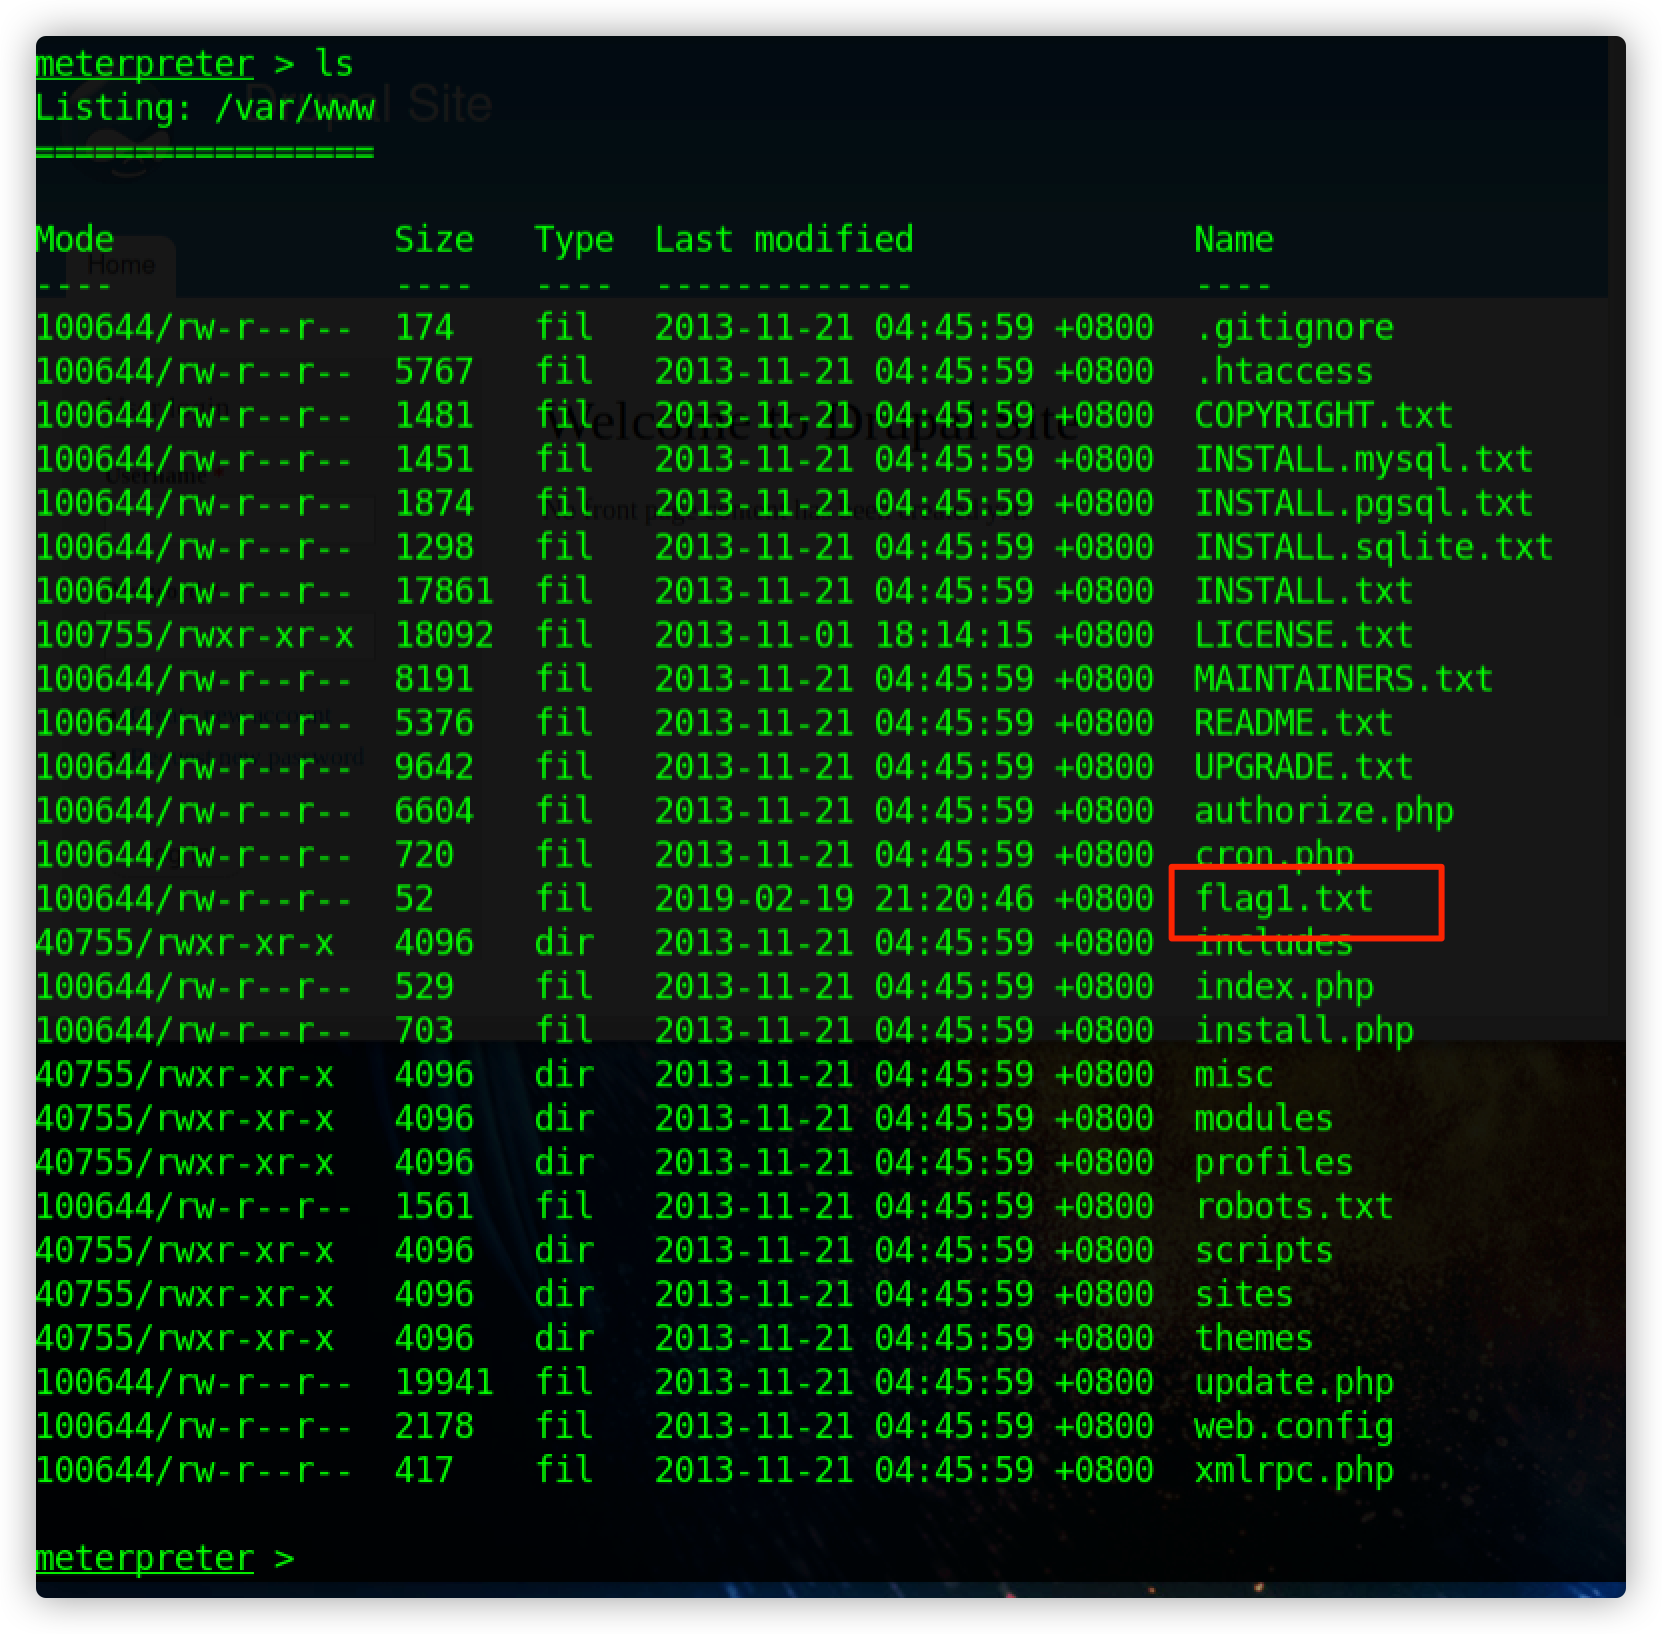 meterpreter > ls
Listing: /var/www
=================
Mode              Size   Type  Last modified              Name
----              ----   ----  -------------              ----
100644/rw-r--r--  174    fil   2013-11-21 04:45:59 +0800  .gitignore
100644/rw-r--r--  5767   fil   2013-11-21 04:45:59 +0800  .htaccess
100644/rw-r--r--  1481   fil   2013-11-21 04:45:59 +0800  COPYRIGHT.txt
100644/rw-r--r--  1451   fil   2013-11-21 04:45:59 +0800  INSTALL.mysql.txt
100644/rw-r--r--  1874   fil   2013-11-21 04:45:59 +0800  INSTALL.pgsql.txt
100644/rw-r--r--  1298   fil   2013-11-21 04:45:59 +0800  INSTALL.sqlite.txt
100644/rw-r--r--  17861  fil   2013-11-21 04:45:59 +0800  INSTALL.txt
100755/rwxr-xr-x  18092  fil   2013-11-01 18:14:15 +0800  LICENSE.txt
100644/rw-r--r--  8191   fil   2013-11-21 04:45:59 +0800  MAINTAINERS.txt
100644/rw-r--r--  5376   fil   2013-11-21 04:45:59 +0800  README.txt
100644/rw-r--r--  9642   fil   2013-11-21 04:45:59 +0800  UPGRADE.txt
100644/rw-r--r--  6604   fil   2013-11-21 04:45:59 +0800  authorize.php
100644/rw-r--r--  720    fil   2013-11-21 04:45:59 +0800  cron.php
100644/rw-r--r--  52     fil   2019-02-19 21:20:46 +0800  flag1.txt
40755/rwxr-xr-x   4096   dir   2013-11-21 04:45:59 +0800  includes
100644/rw-r--r--  529    fil   2013-11-21 04:45:59 +0800  index.php
100644/rw-r--r--  703    fil   2013-11-21 04:45:59 +0800  install.php
40755/rwxr-xr-x   4096   dir   2013-11-21 04:45:59 +0800  misc
40755/rwxr-xr-x   4096   dir   2013-11-21 04:45:59 +0800  modules
40755/rwxr-xr-x   4096   dir   2013-11-21 04:45:59 +0800  profiles
100644/rw-r--r--  1561   fil   2013-11-21 04:45:59 +0800  robots.txt
40755/rwxr-xr-x   4096   dir   2013-11-21 04:45:59 +0800  scripts
40755/rwxr-xr-x   4096   dir   2013-11-21 04:45:59 +0800  sites
40755/rwxr-xr-x   4096   dir   2013-11-21 04:45:59 +0800  themes
100644/rw-r--r--  19941  fil   2013-11-21 04:45:59 +0800  update.php
100644/rw-r--r--  2178   fil   2013-11-21 04:45:59 +0800  web.config
100644/rw-r--r--  417    fil   2013-11-21 04:45:59 +0800  xmlrpc.php
meterpreter >
Drupal Site
Home
Welcome to Drupal Site
Username